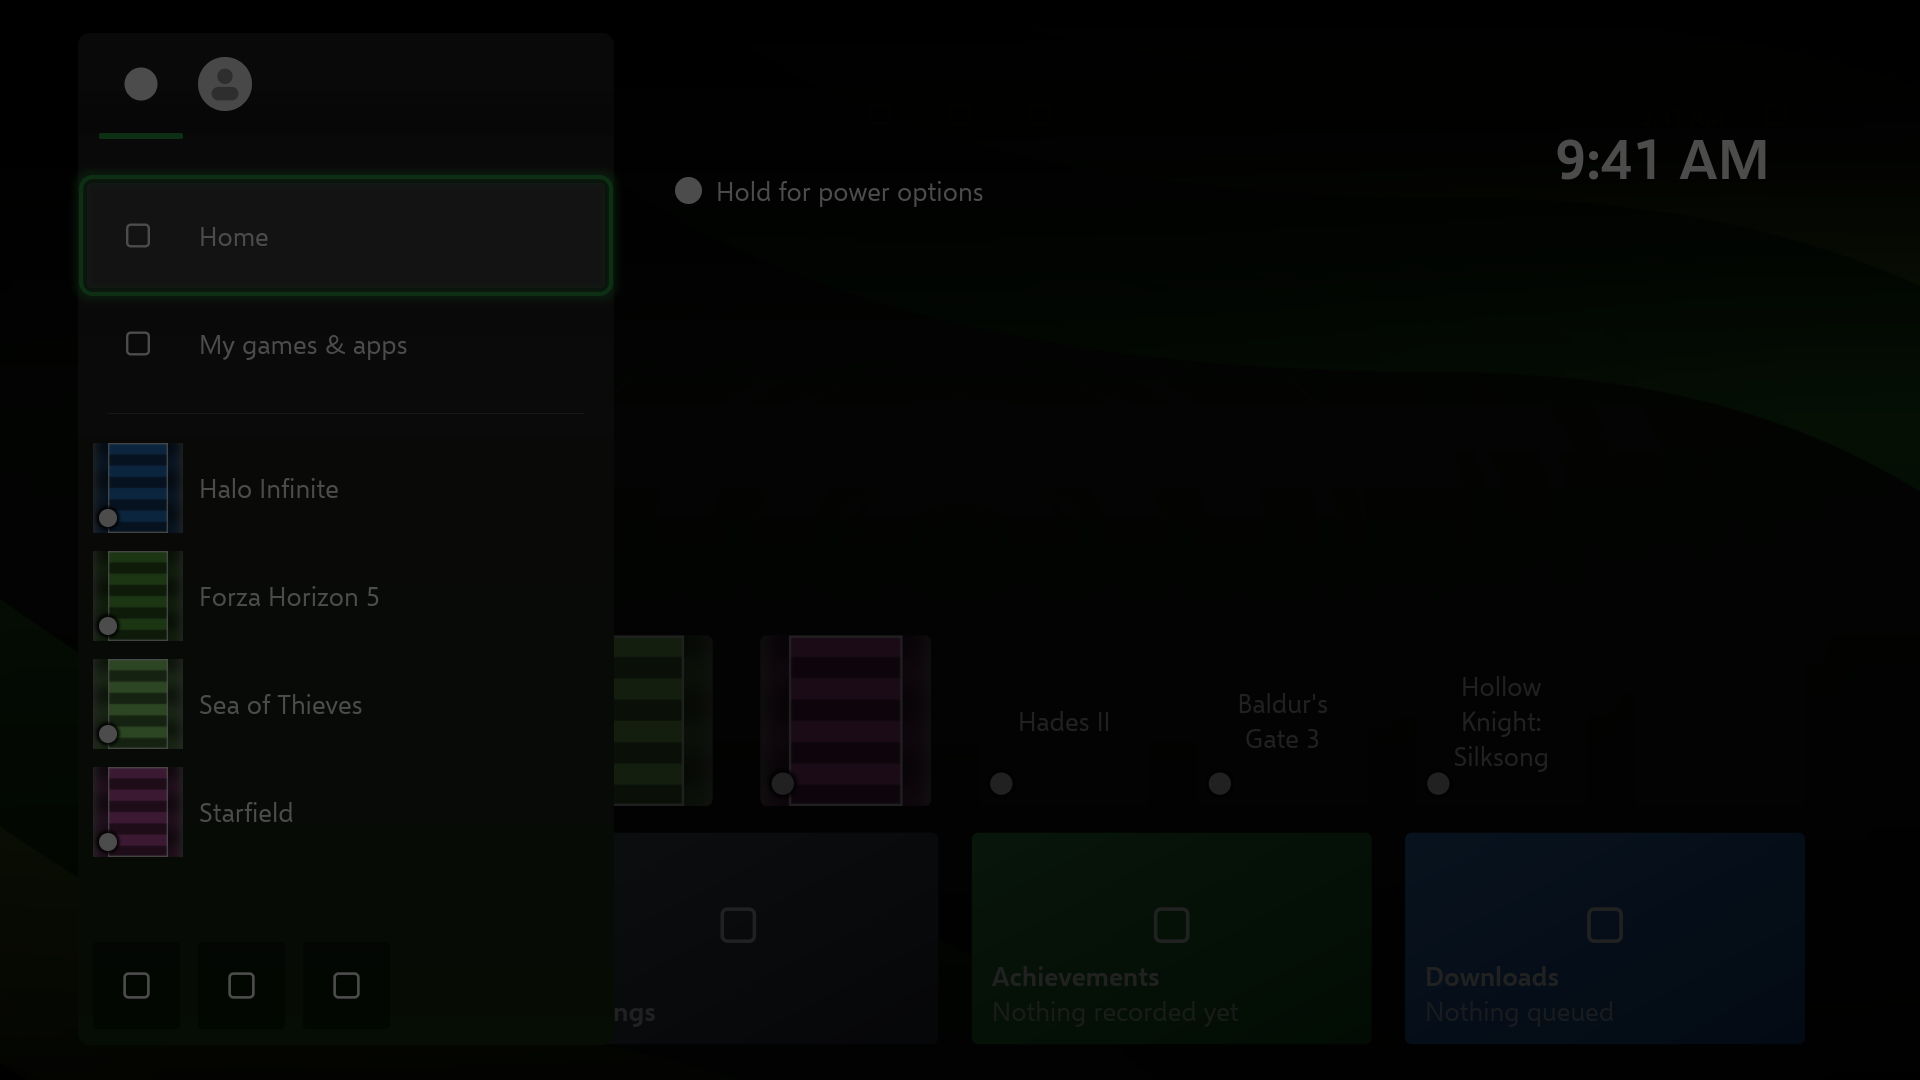 9:41 AM
Hold for power options
Home
My games & apps
Halo Infinite
Forza Horizon 5
Sea of Thieves
Starfield
Hades II
Baldur's
Gate 3
Hollow
Knight:
Silksong
ngs
Achievements
Nothing recorded yet
Downloads
Nothing queued